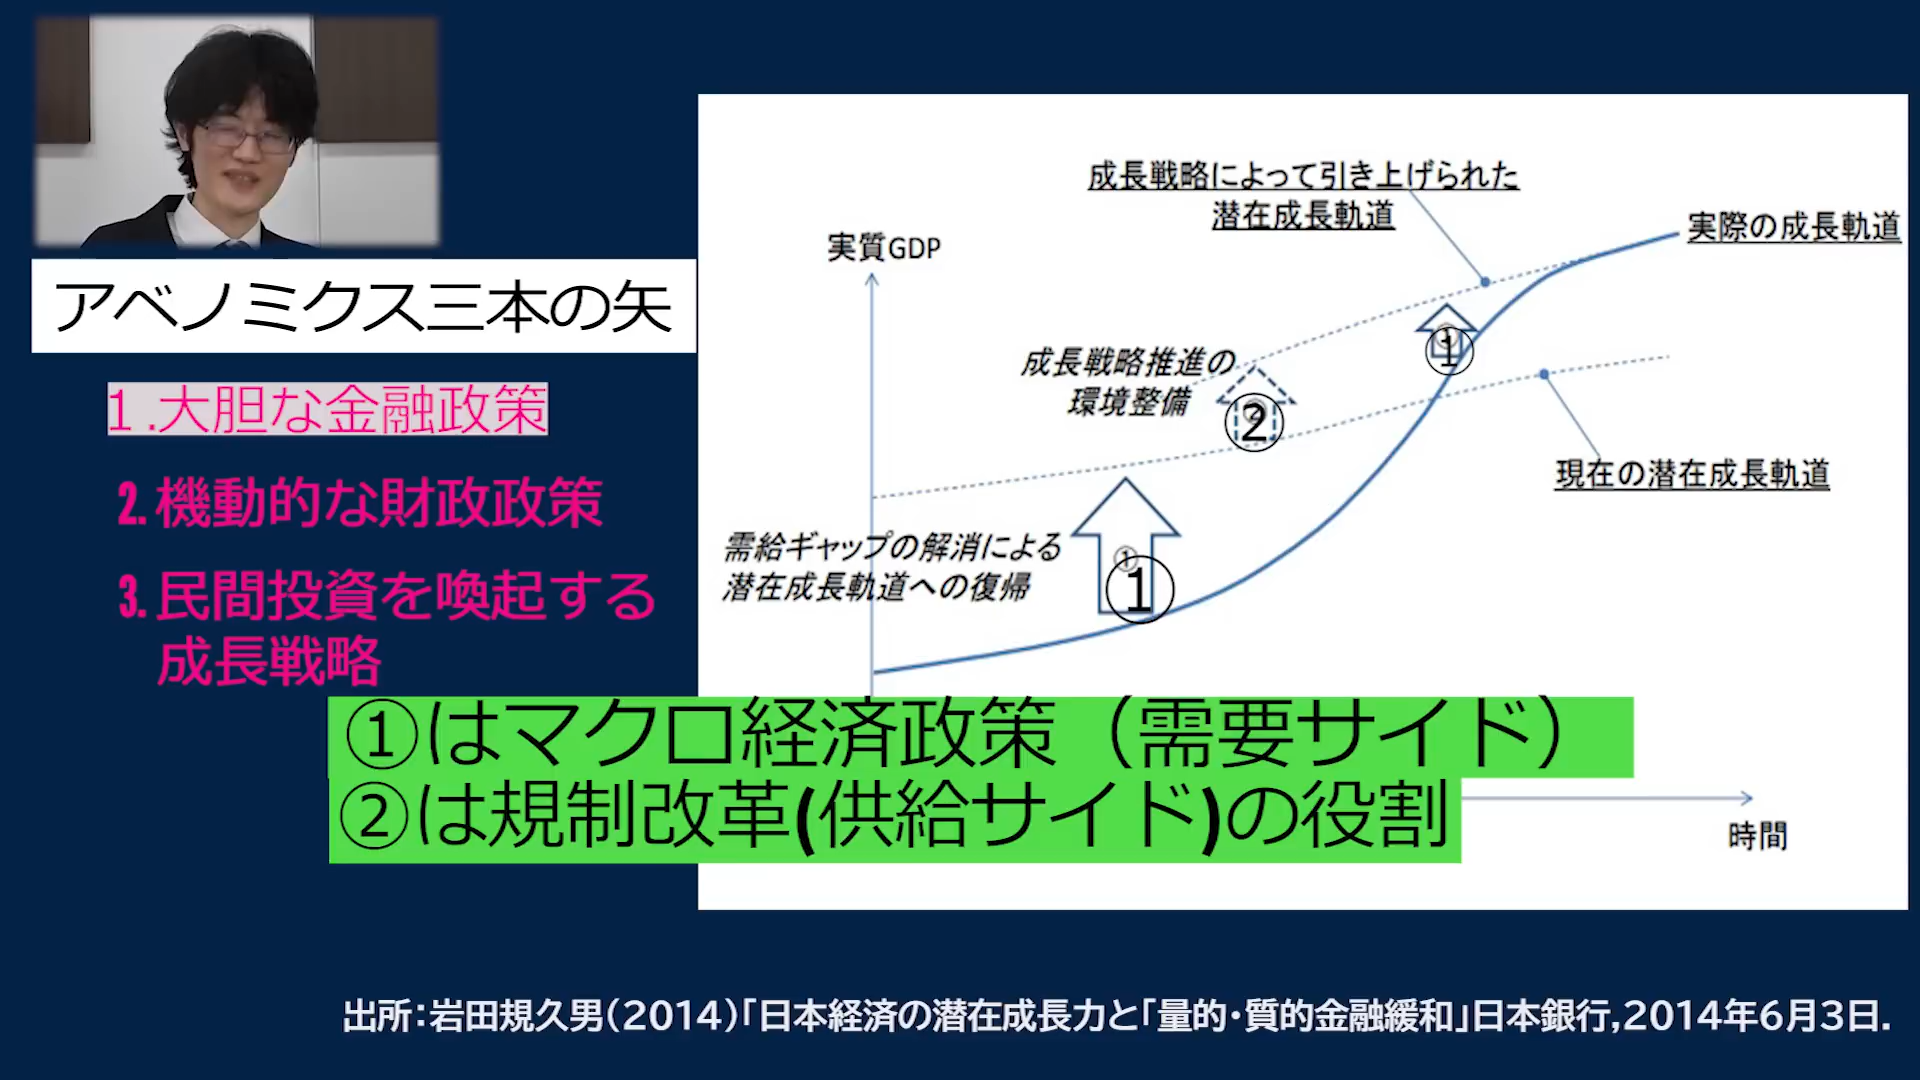 アベノミクス三本の矢
１.大胆な金融政策
2.機動的な財政政策
3.民間投資を喚起する
成長戦略
成長戦略によって引き上げられた
潜在成長軌道
実際の成長軌道
実質GDP
成長戦略推進の
環境整備
①
①
②
②
現在の潜在成長軌道
需給ギャップの解消による
潜在成長軌道への復帰
①
①
①はマクロ経済政策（需要サイド）
②は規制改革(供給サイド)の役割
時間
出所：岩田規久男（2014）「日本経済の潜在成長力と「量的・質的金融緩和」日本銀行,2014年6月3日.